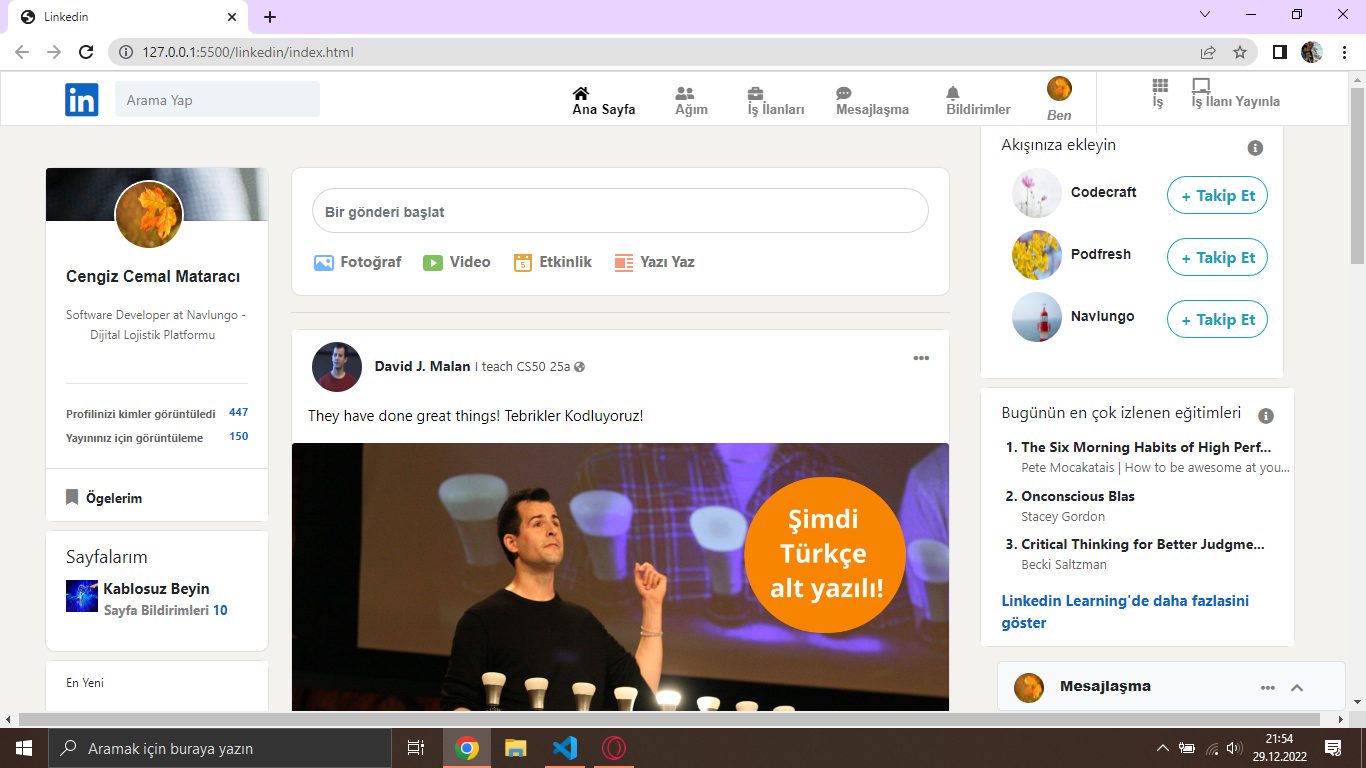 Linkedin
127.0.0.1:5500/linkedin/index.html
in
Arama Yap
Ana Sayfa
Ağım
İş İlanları
Mesajlaşma
Bildirimler
Ben
İş
İş İlanı Yayınla
Cengiz Cemal Mataracı
Software Developer at Navlungo -
Dijital Lojistik Platformu
Profilinizi kimler görüntüledi 447
Yayınınız için görüntüleme 150
Ögelerim
Sayfalarım
Kablosuz Beyin
Sayfa Bildirimleri 10
En Yeni
Bir gönderi başlat
Fotoğraf
Video
5
Etkinlik
Yazı Yaz
David J. Malan I teach CS50 25a
They have done great things! Tebrikler Kodluyoruz!
Şimdi
Türkçe
alt yazılı!
Akışınıza ekleyin
Codecraft
+ Takip Et
Podfresh
+ Takip Et
Navlungo
+ Takip Et
Bugünün en çok izlenen eğitimleri
1. The Six Morning Habits of High Perf...
Pete Mocakatais | How to be awesome at you...
2. Onconscious Blas
Stacey Gordon
3. Critical Thinking for Better Judgme...
Becki Saltzman
Linkedin Learning'de daha fazlasini
göster
Mesajlaşma
Aramak için buraya yazın
21:54
29.12.2022